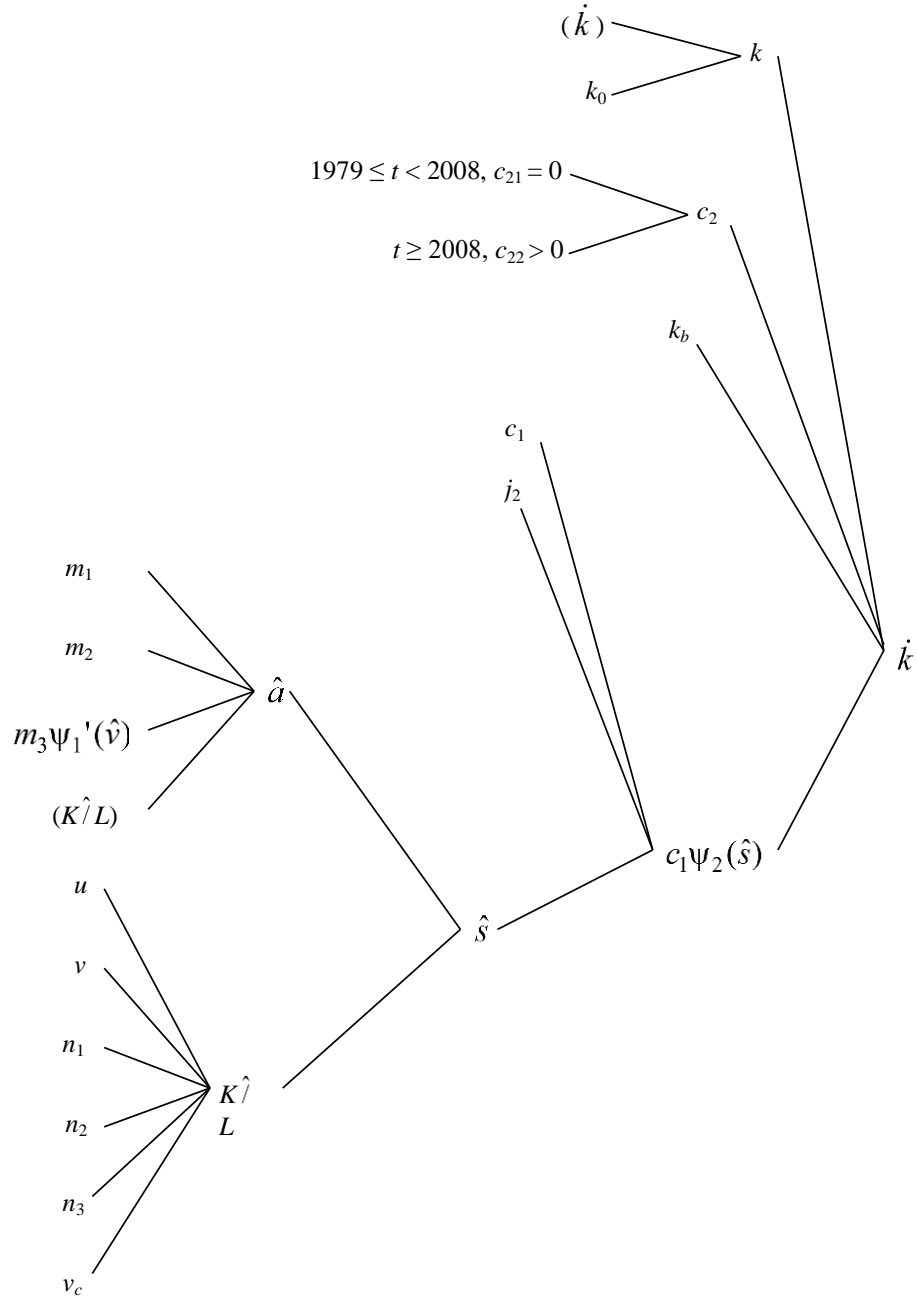 (k̇)
k
k₀
1979 ≤ t < 2008, c₂₁ = 0
c₂
t ≥ 2008, c₂₂ > 0
k_b
c₁
j₂
m₁
m₂
k̇
â
m₃ψ₁'(v̂)
(K/̂L)
c₁ψ₂(ŝ)
u
ŝ
v
n₁
K/̂
L
n₂
n₃
v_c